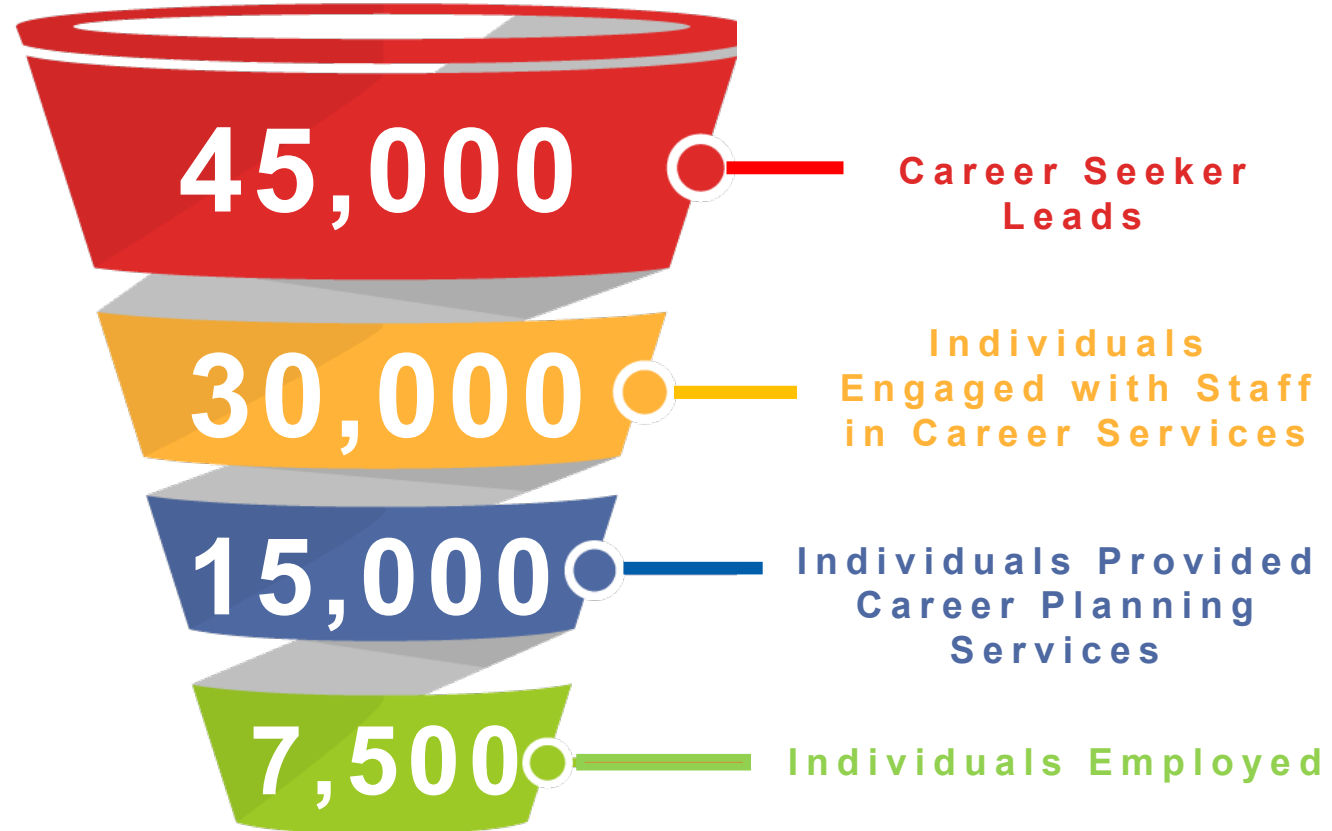 45,000
Career Seeker
Leads
30,000
Individuals
Engaged with Staff
in Career Services
15,000
Individuals Provided
Career Planning
Services
7,500
Individuals Employed